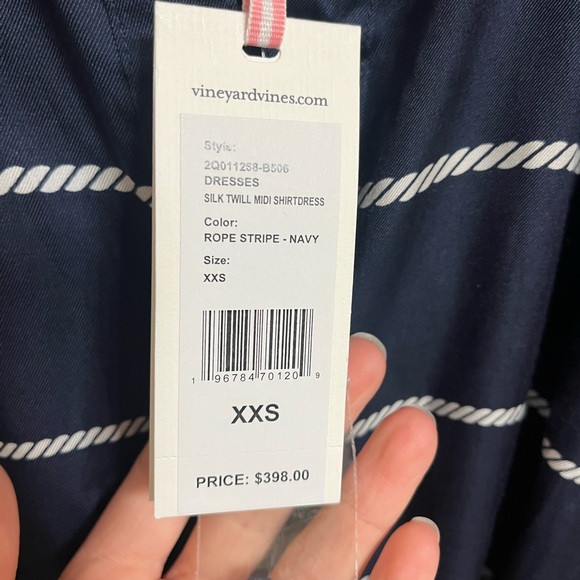 vineyardvines.com
Style:
2Q011258-B506
DRESSES
SILK TWILL MIDI SHIRTDRESS
Color:
ROPE STRIPE - NAVY
Size:
XXS
1 96784 70120 9
XXS
PRICE: $398.00